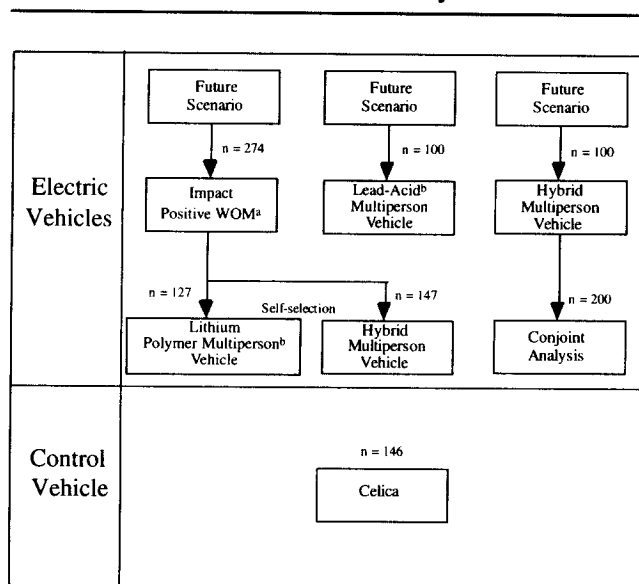 Future
Scenario
Future
Scenario
Future
Scenario
n = 274
n = 100
n = 100
Electric
Vehicles
Impact
Positive WOMa
Lead-Acidb
Multiperson
Vehicle
Hybrid
Multiperson
Vehicle
n = 127
Self-selection
n = 147
n = 200
Lithium
Polymer Multipersonb
Vehicle
Hybrid
Multiperson
Vehicle
Conjoint
Analysis
Control
Vehicle
n = 146
Celica